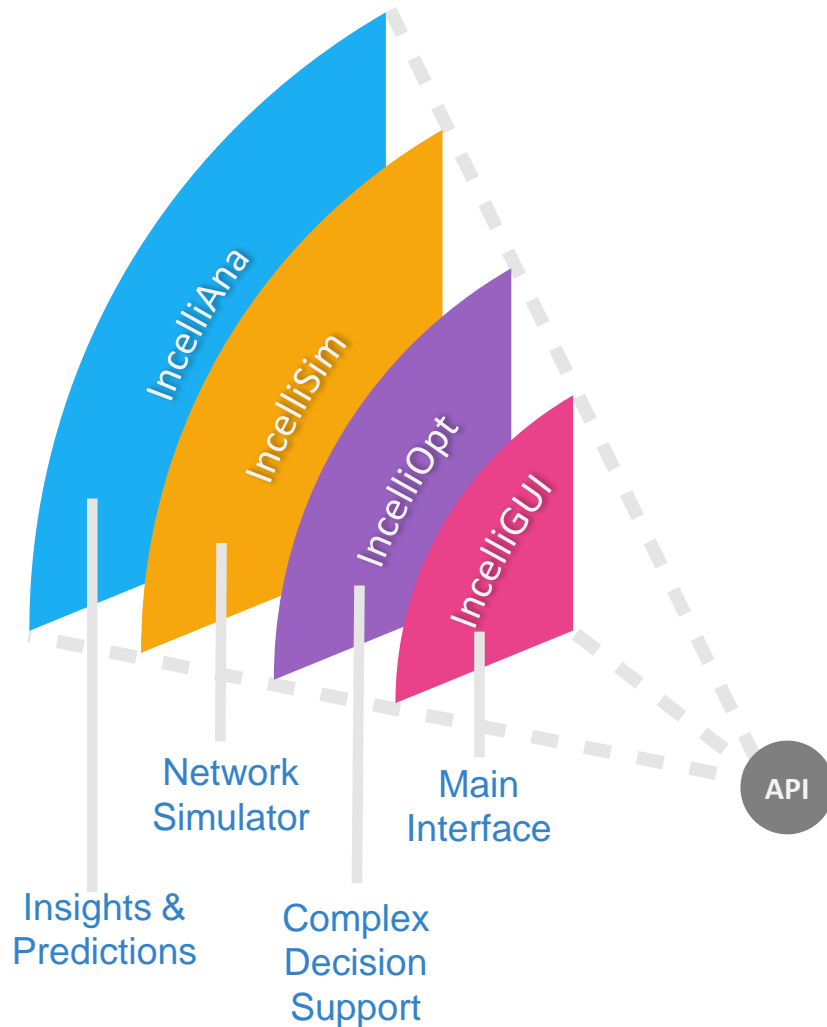 IncelliAna
IncelliSim
IncelliOpt
IncelliGUI
API
Network
Simulator
Main
Interface
Insights &
Predictions
Complex
Decision
Support